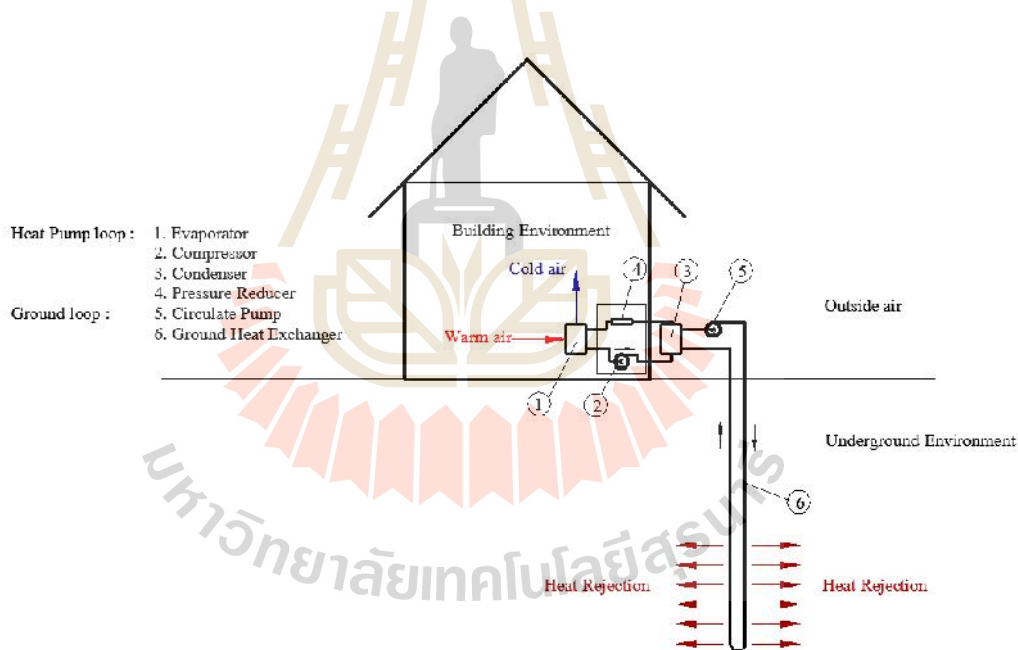 Heat Pump loop : 1. Evaporator
2. Compressor
3. Condenser
4. Pressure Reducer
Ground loop : 5. Circulate Pump
6. Ground Heat Exchanger
Building Environment
Cold air
Warm air
4
3
5
Outside air
1
2
Underground Environment
6
Heat Rejection
Heat Rejection
มหาวิทยาลัยเทคโนโลยีสุรนารี